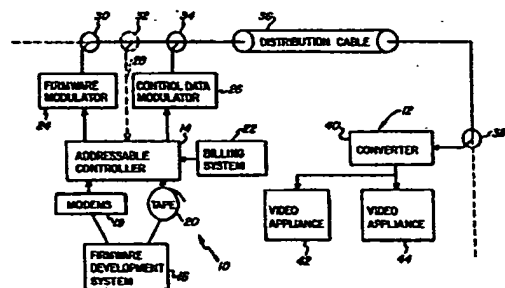 30 32 34 36
DISTRIBUTION CABLE
28
FIRMWARE MODULATOR
CONTROL DATA MODULATOR
24 26
12
38
40
CONVERTER
14
22
ADDRESSABLE CONTROLLER
BILLING SYSTEM
MODEMS
TAPE
20
VIDEO APPLIANCE
VIDEO APPLIANCE
10
42 44
FIRMWARE DEVELOPMENT SYSTEM
16